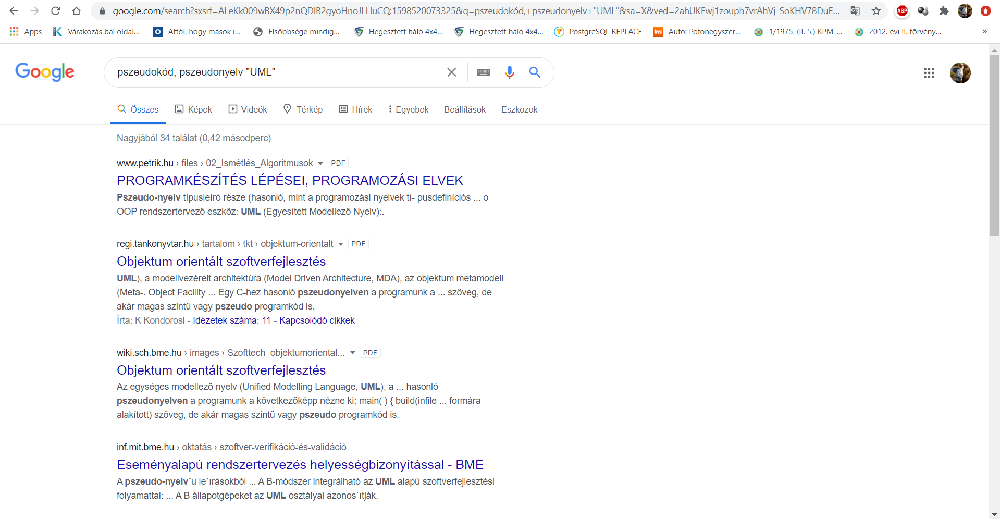 google.com/search?sxsrf=ALeKk009wBX49p2nQDlB2gyoHnoJLLluCQ:1598520073325&q=pszeudokód,+pszeudonyelv+"UML"&sa=X&ved=2ahUKEwj1zouph7vrAhVj-SoKHV78DuE...
ABP
Apps
Várakozás bal oldal...
Attól, hogy mások i...
Elsőbbsége mindig...
Hegesztett háló 4x4...
Hegesztett háló 4x4...
PostgreSQL REPLACE
hvg
Autó: Pofonegyszer...
1/1975. (II. 5.) KPM-...
2012. évi II. törvény...
»
Google
pszeudokód, pszeudonyelv "UML"
Összes
Képek
Videók
Térkép
Hírek
Egyebek
Beállítások
Eszközök
Nagyjából 34 találat (0,42 másodperc)
www.petrik.hu › files › 02_Ismétlés_Algoritmusok PDF
PROGRAMKÉSZÍTÉS LÉPÉSEI, PROGRAMOZÁSI ELVEK
Pszeudo-nyelv típusleíró része (hasonló, mint a programozási nyelvek tí- pusdefiníciós ... o
OOP rendszertervező eszköz: UML (Egyesített Modellező Nyelv):.
regi.tankonyvtar.hu › tartalom › tkt › objektum-orientalt PDF
Objektum orientált szoftverfejlesztés
UML), a modellvezérelt architektúra (Model Driven Architecture, MDA), az objektum metamodell
(Meta-. Object Facility ... Egy C-hez hasonló pszeudonyelven a programunk a ... szöveg, de
akár magas szintű vagy pszeudo programkód is.
Írta: K Kondorosi - Idézetek száma: 11 - Kapcsolódó cikkek
wiki.sch.bme.hu › images › Szofttech_objektumoriental... PDF
Objektum orientált szoftverfejlesztés
Az egységes modellező nyelv (Unified Modelling Language, UML), a ... hasonló
pszeudonyelven a programunk a következőképp nézne ki: main( ) { build(infile ... formára
alakított) szöveg, de akár magas szintű vagy pszeudo programkód is.
inf.mit.bme.hu › oktatás › szoftver-verifikáció-és-validáció
Eseményalapú rendszertervezés helyességbizonyítással - BME
A pszeudo-nyelv˝u le´ırásokból ... A B-módszer integrálható az UML alapú szoftverfejlesztési
folyamattal: ... A B állapotgépeket az UML osztályai azonos´ıtják.